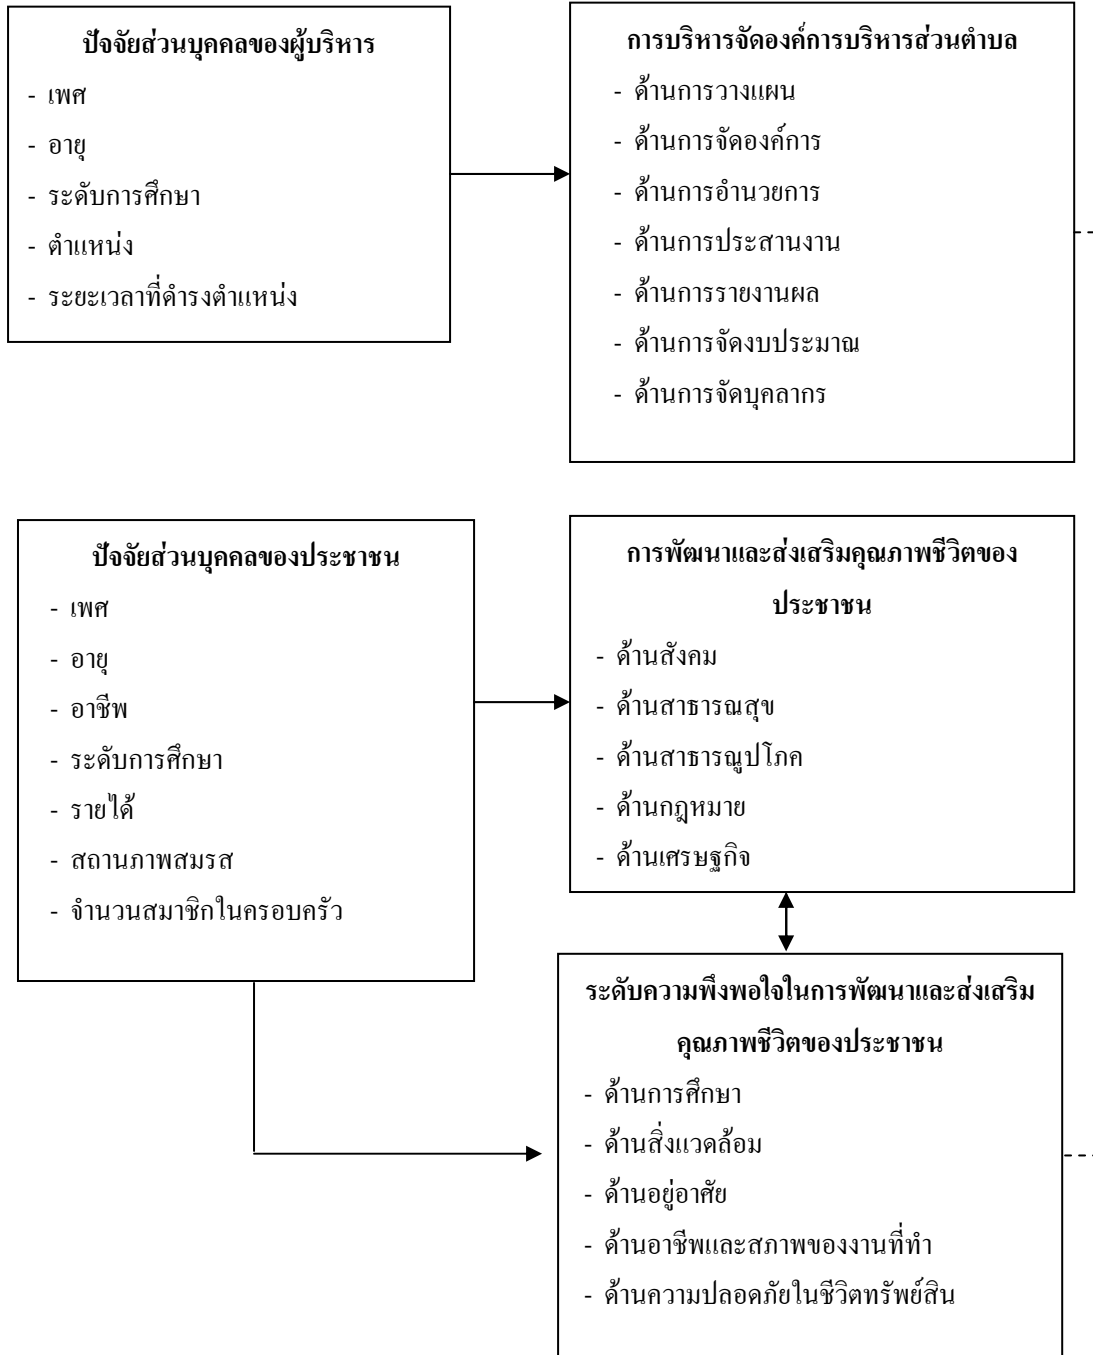 ปัจจัยส่วนบุคคลของผู้บริหาร
- เพศ
- อายุ
- ระดับการศึกษา
- ตำแหน่ง
- ระยะเวลาที่ดำรงตำแหน่ง
การบริหารจัดองค์การบริหารส่วนตำบล
- ด้านการวางแผน
- ด้านการจัดองค์การ
- ด้านการอำนวยการ
- ด้านการประสานงาน
- ด้านการรายงานผล
- ด้านการจัดงบประมาณ
- ด้านการจัดบุคลากร
ปัจจัยส่วนบุคคลของประชาชน
- เพศ
- อายุ
- อาชีพ
- ระดับการศึกษา
- รายได้
- สถานภาพสมรส
- จำนวนสมาชิกในครอบครัว
การพัฒนาและส่งเสริมคุณภาพชีวิตของ
ประชาชน
- ด้านสังคม
- ด้านสาธารณสุข
- ด้านสาธารณูปโภค
- ด้านกฎหมาย
- ด้านเศรษฐกิจ
ระดับความพึงพอใจในการพัฒนาและส่งเสริม
คุณภาพชีวิตของประชาชน
- ด้านการศึกษา
- ด้านสิ่งแวดล้อม
- ด้านอยู่อาศัย
- ด้านอาชีพและสภาพของงานที่ทำ
- ด้านความปลอดภัยในชีวิตทรัพย์สิน